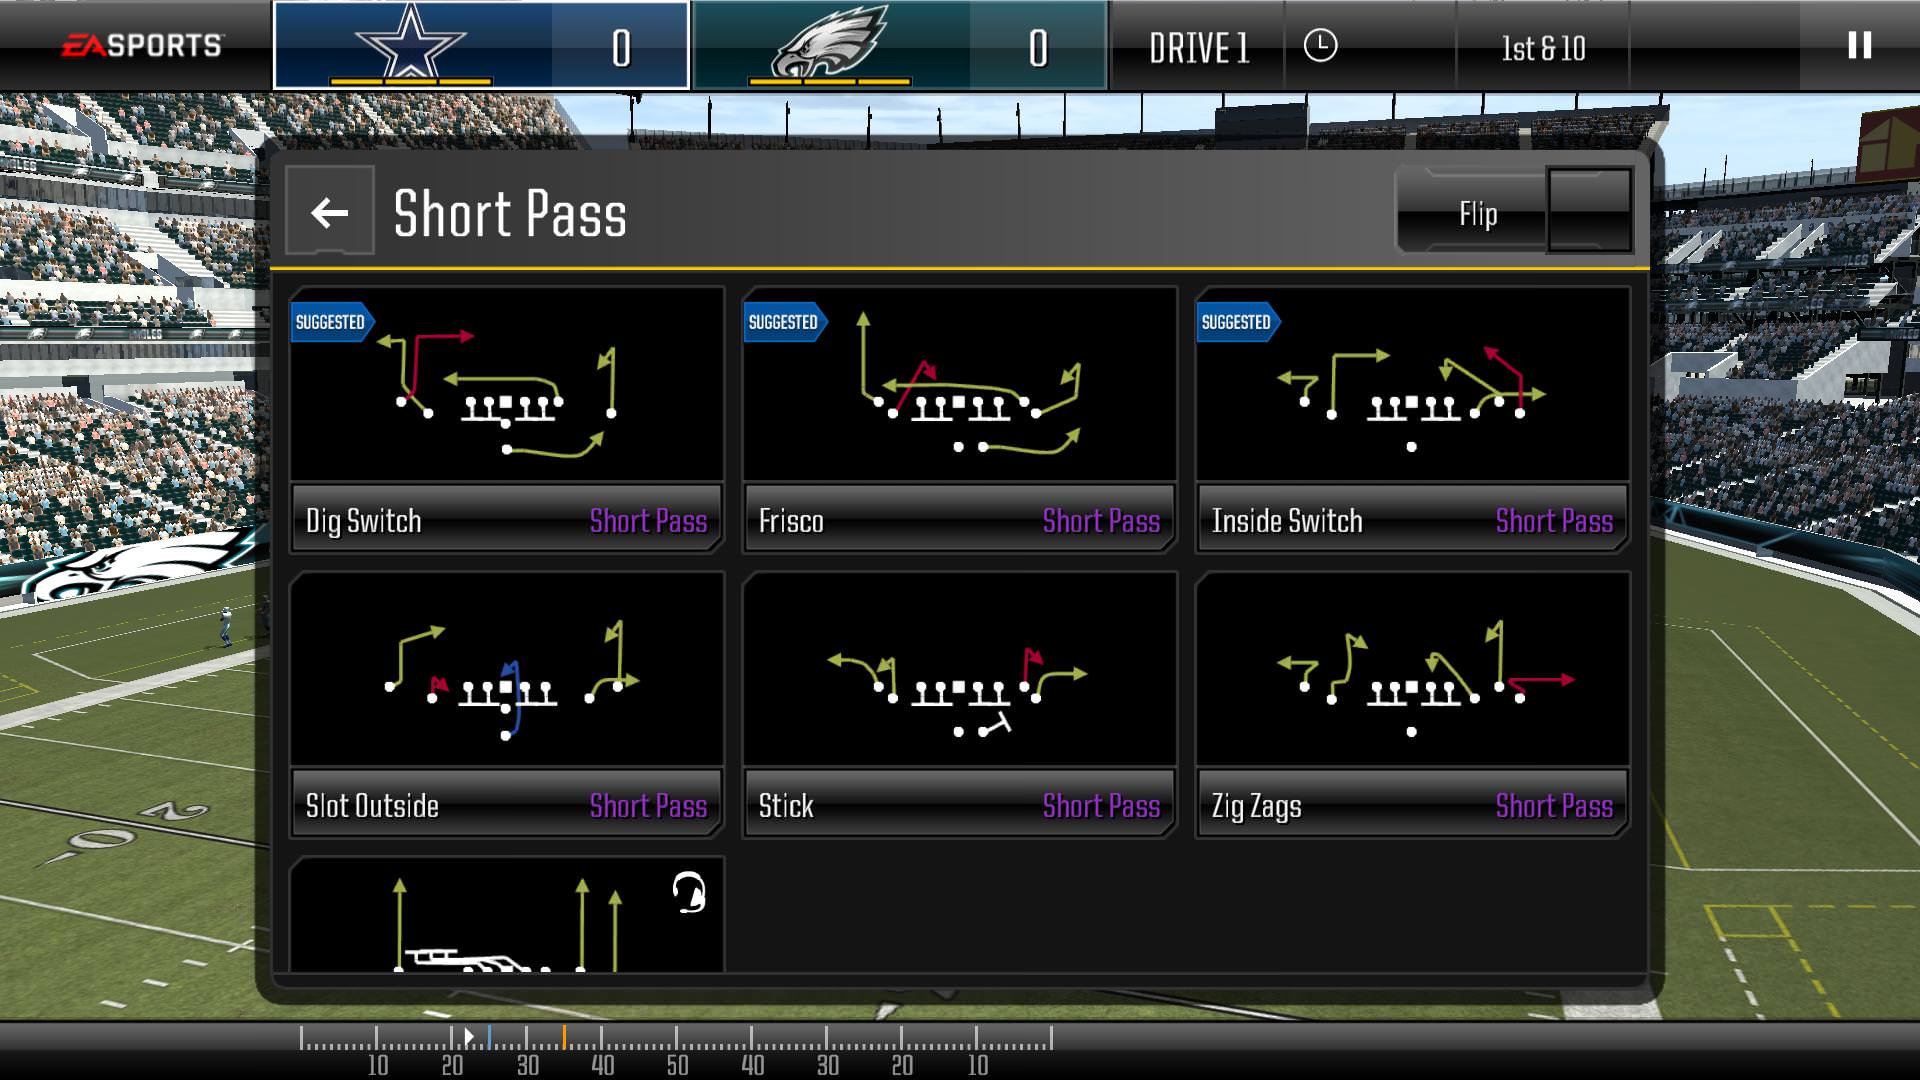 EA SPORTS
0
0
DRIVE 1
1st & 10
Short Pass
Flip
SUGGESTED
SUGGESTED
SUGGESTED
Dig Switch
Short Pass
Frisco
Short Pass
Inside Switch
Short Pass
Slot Outside
Short Pass
Stick
Short Pass
Zig Zags
Short Pass
20
10 20 30 40 50 40 30 20 10